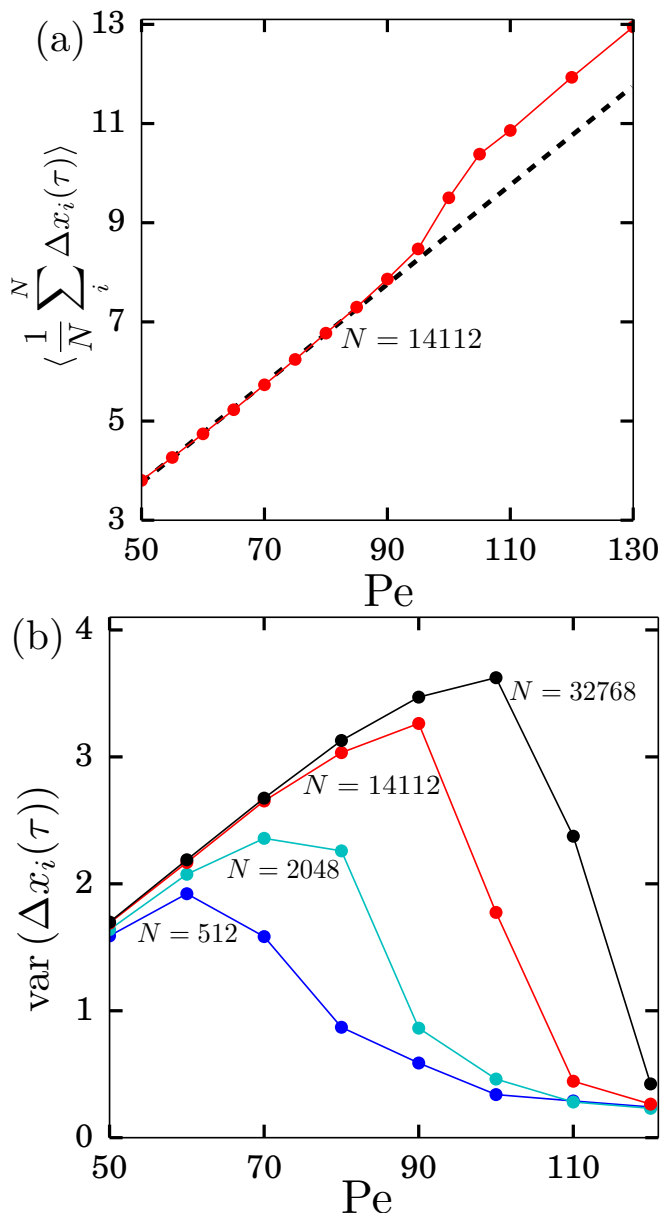 (a)
13
11
9
7
5
3
⟨ 1/N ∑_i^N Δx_i(τ) ⟩
N = 14112
50 70 90 110 130
Pe
(b)
4
3
2
1
0
var (Δx_i(τ))
N = 32768
N = 14112
N = 2048
N = 512
50 70 90 110
Pe